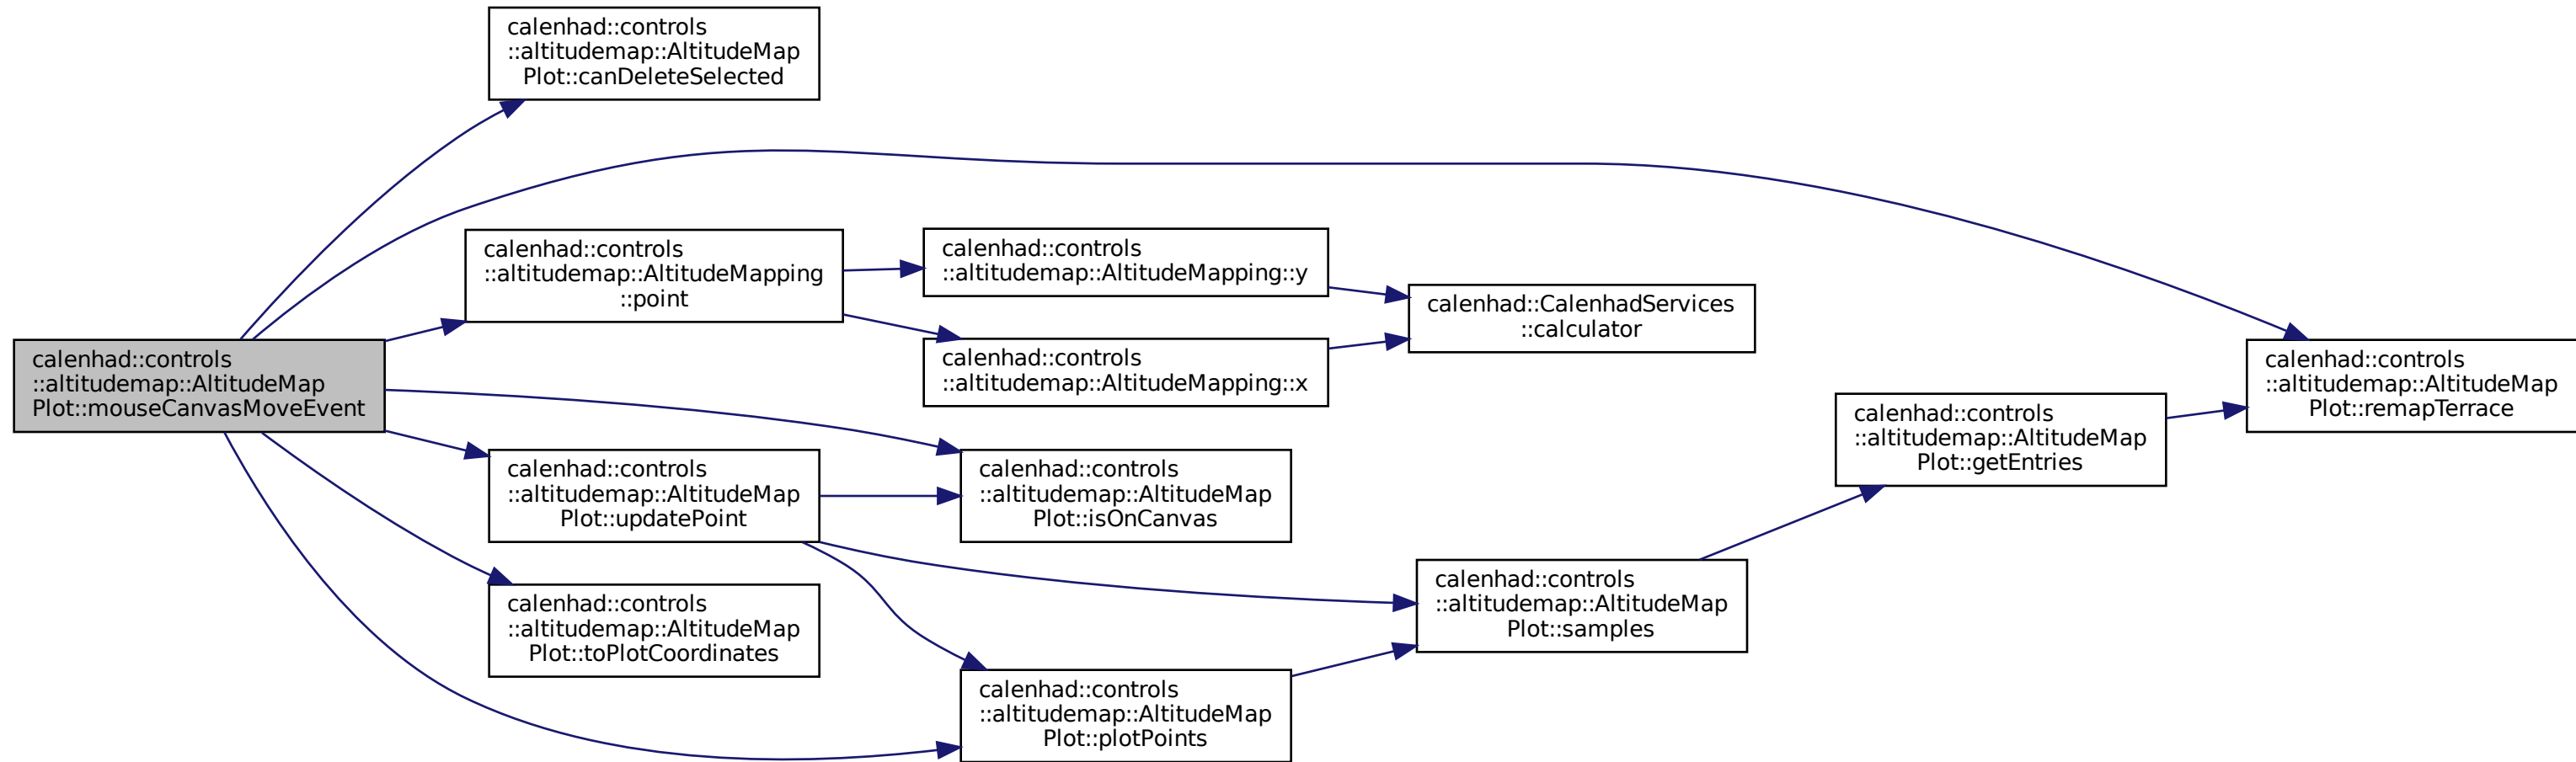 calenhad::controls
::altitudemap::AltitudeMap
Plot::canDeleteSelected
calenhad::controls
::altitudemap::AltitudeMapping
::point
calenhad::controls
::altitudemap::AltitudeMapping::y
calenhad::CalenhadServices
::calculator
calenhad::controls
::altitudemap::AltitudeMapping::x
calenhad::controls
::altitudemap::AltitudeMap
Plot::mouseCanvasMoveEvent
calenhad::controls
::altitudemap::AltitudeMap
Plot::remapTerrace
calenhad::controls
::altitudemap::AltitudeMap
Plot::getEntries
calenhad::controls
::altitudemap::AltitudeMap
Plot::updatePoint
calenhad::controls
::altitudemap::AltitudeMap
Plot::isOnCanvas
calenhad::controls
::altitudemap::AltitudeMap
Plot::samples
calenhad::controls
::altitudemap::AltitudeMap
Plot::toPlotCoordinates
calenhad::controls
::altitudemap::AltitudeMap
Plot::plotPoints